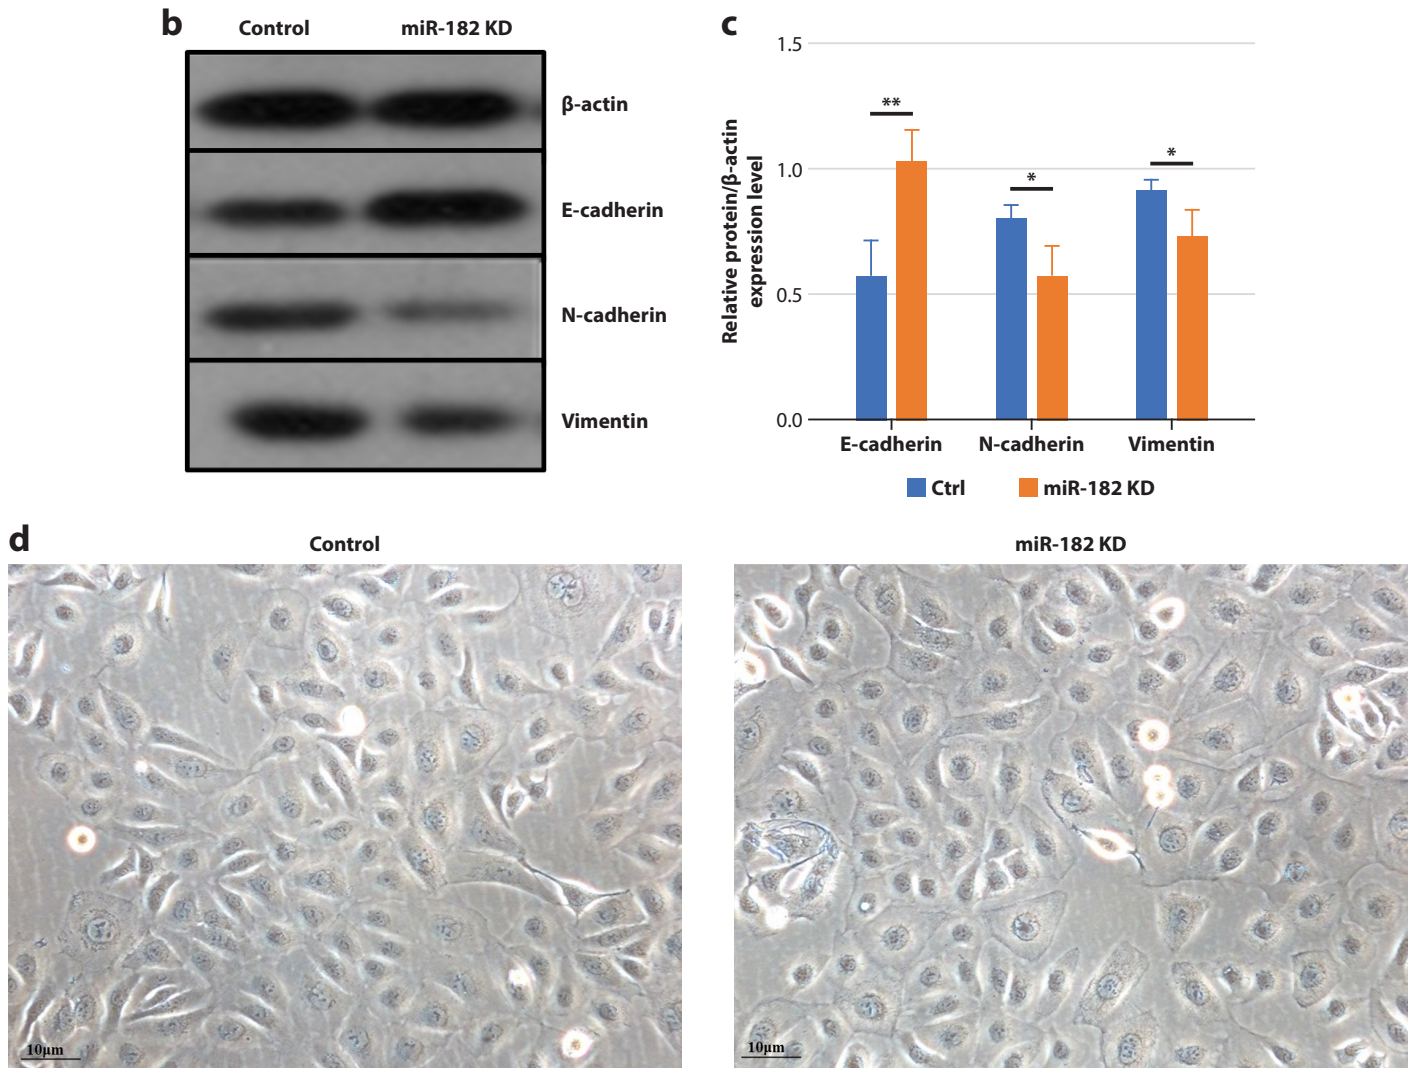 b
Control miR-182 KD
β-actin
E-cadherin
N-cadherin
Vimentin
c
Relative protein/β-actin
expression level
1.5
1.0
0.5
0.0
**
*
*
E-cadherin N-cadherin Vimentin
Ctrl miR-182 KD
d
Control miR-182 KD
10μm
10μm